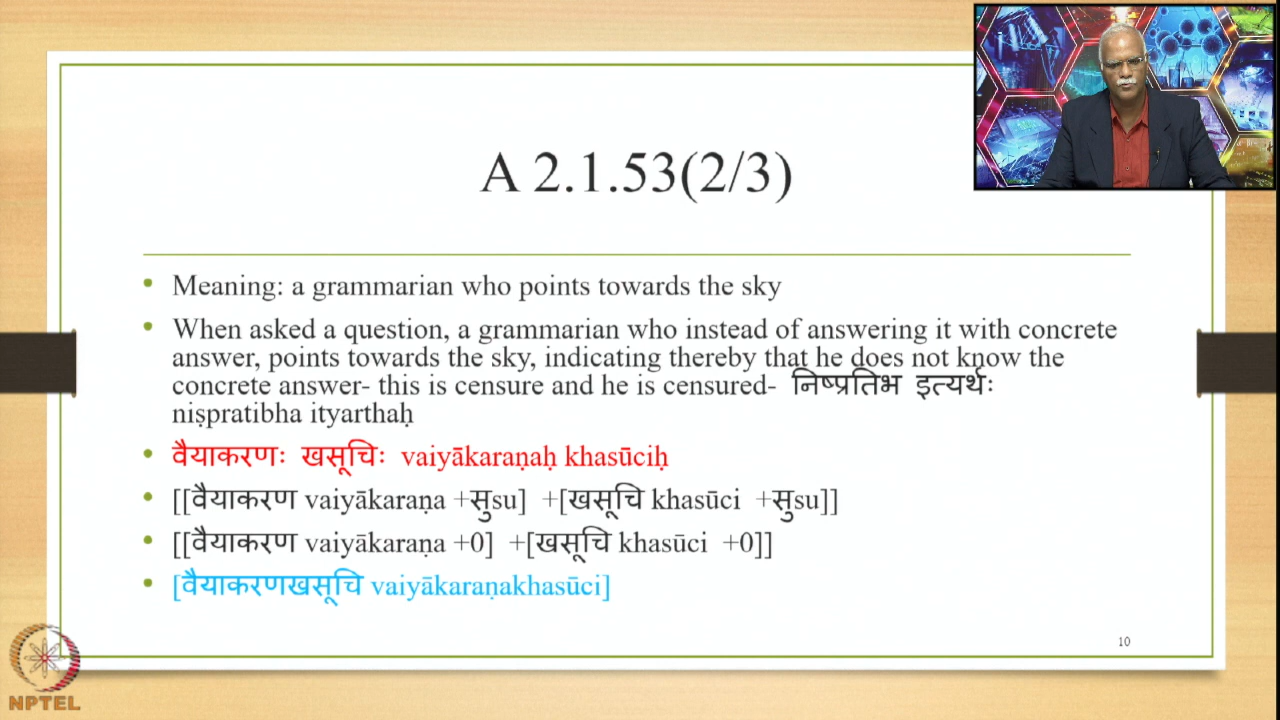 A 2.1.53(2/3)
• Meaning: a grammarian who points towards the sky
• When asked a question, a grammarian who instead of answering it with concrete
answer, points towards the sky, indicating thereby that he does not know the
concrete answer- this is censure and he is censured- निष्प्रतिभ इत्यर्थः
niṣpratibha ityarthaḥ
• वैयाकरणः खसूचिः vaiyākaraṇaḥ khasūciḥ
• [[वैयाकरण vaiyākaraṇa +सुsu] +[खसूचि khasūci +सुsu]]
• [[वैयाकरण vaiyākaraṇa +0] +[खसूचि khasūci +0]]
• [वैयाकरणखसूचि vaiyākaraṇakhasūci]
10
NPTEL